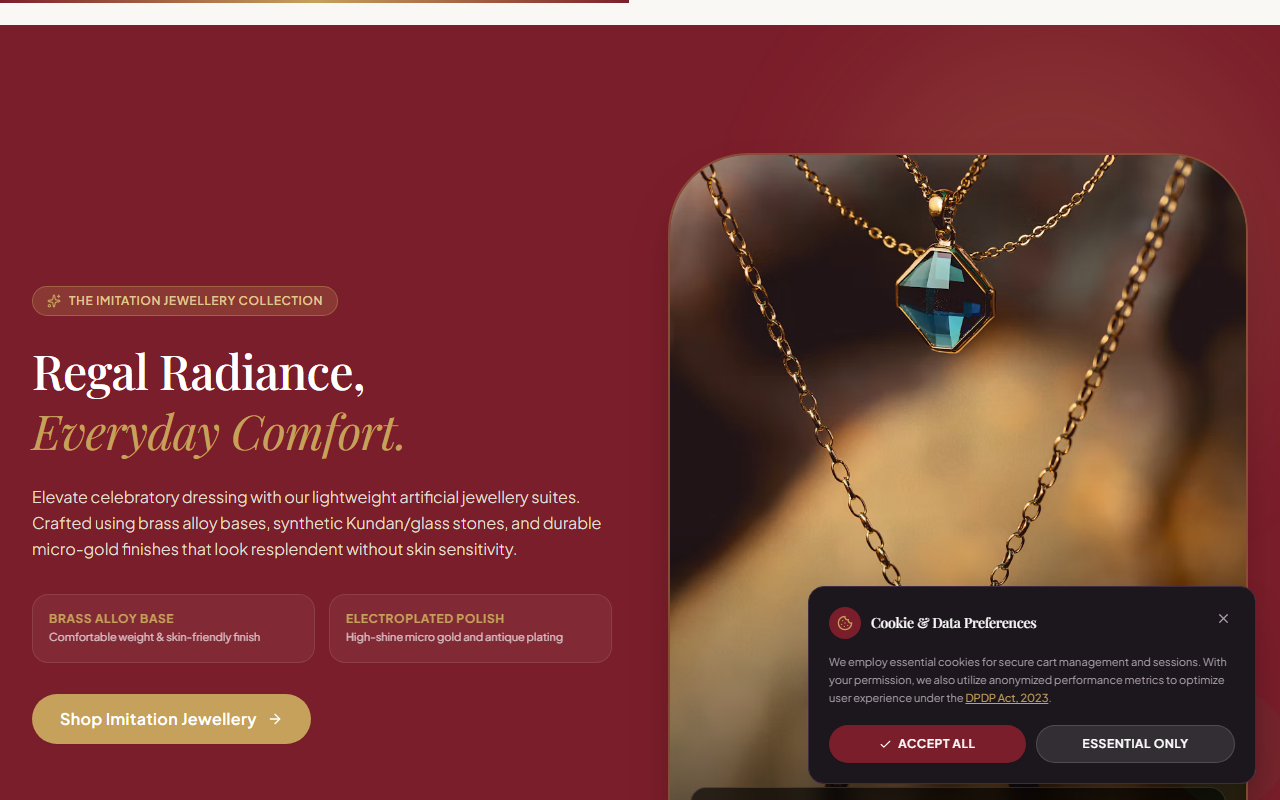 THE IMITATION JEWELLERY COLLECTION
Regal Radiance,
Everyday Comfort.
Elevate celebratory dressing with our lightweight artificial jewellery suites.
Crafted using brass alloy bases, synthetic Kundan/glass stones, and durable
micro-gold finishes that look resplendent without skin sensitivity.
BRASS ALLOY BASE
Comfortable weight & skin-friendly finish
ELECTROPLATED POLISH
High-shine micro gold and antique plating
Shop Imitation Jewellery
Cookie & Data Preferences
We employ essential cookies for secure cart management and sessions. With
your permission, we also utilize anonymized performance metrics to optimize
user experience under the DPDP Act, 2023.
ACCEPT ALL
ESSENTIAL ONLY